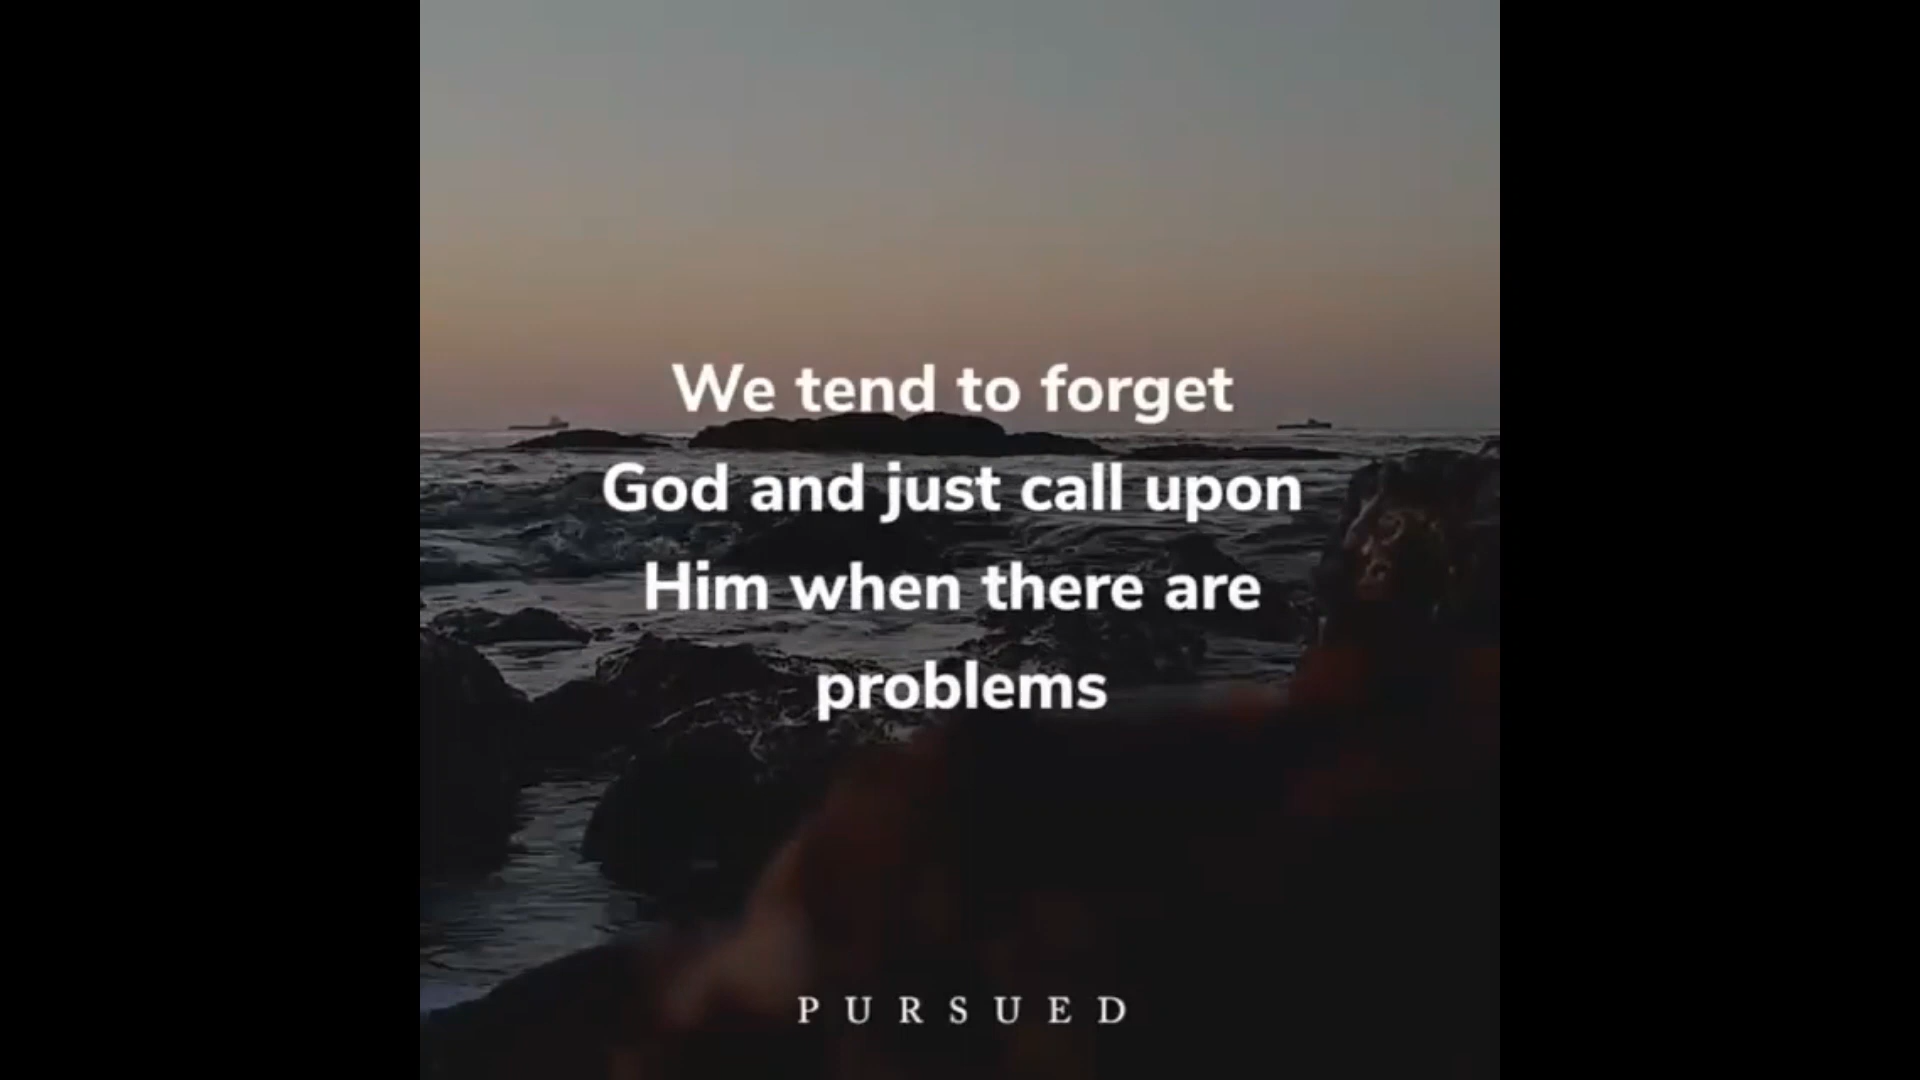 We tend to forget
God and just call upon
Him when there are
problems
PURSUED